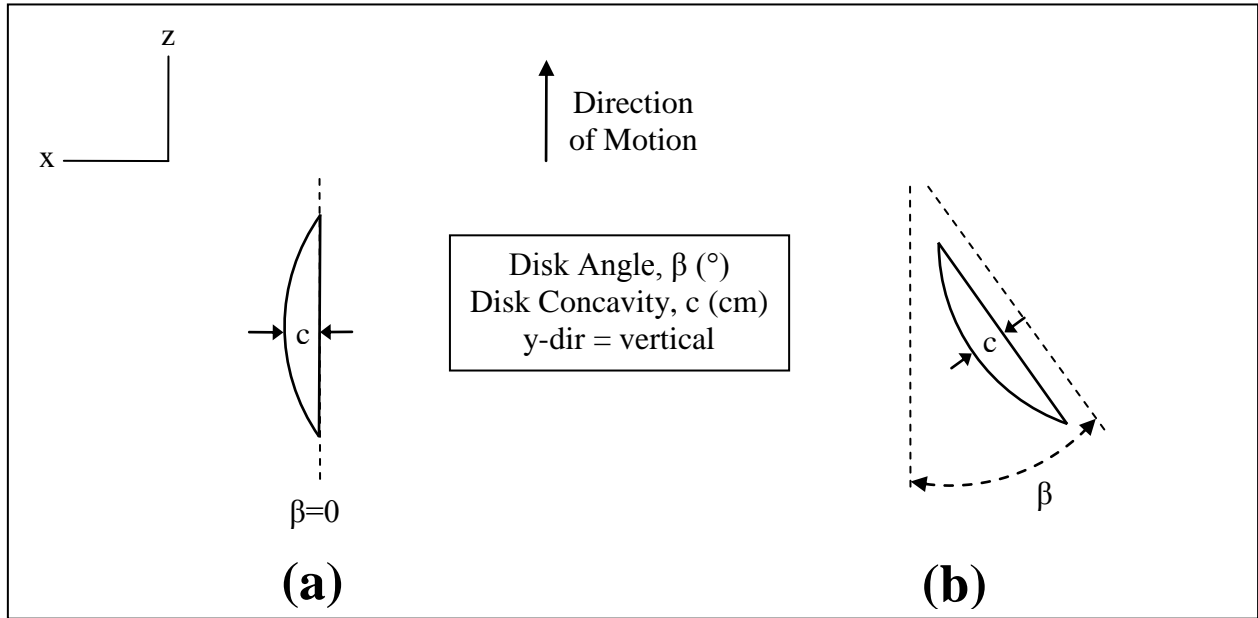 z
x
Direction
of Motion
Disk Angle, β (°)
Disk Concavity, c (cm)
y-dir = vertical
c
β=0
(a)
c
β
(b)